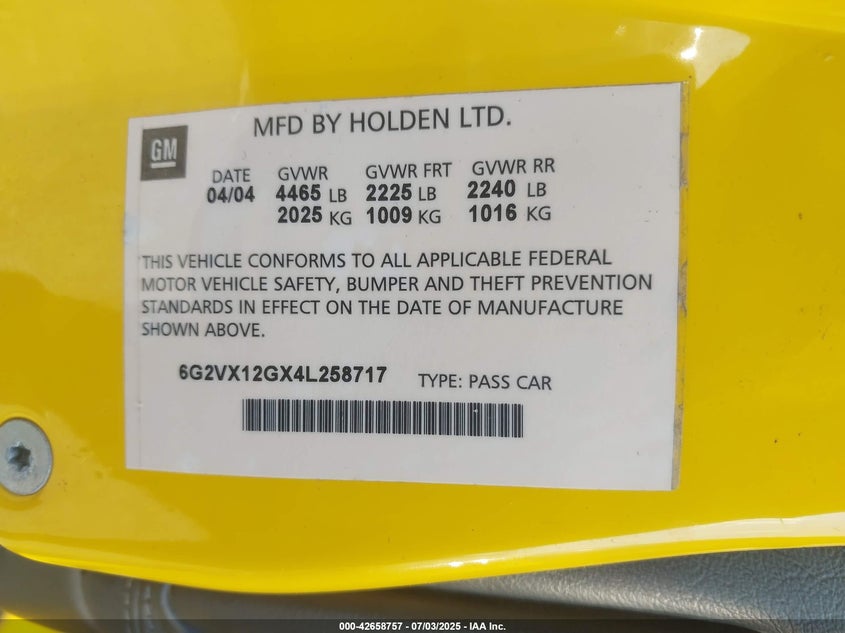 MFD BY HOLDEN LTD.
GM
DATE GVWR GVWR FRT GVWR RR
04/04 4465 LB 2225 LB 2240 LB
2025 KG 1009 KG 1016 KG
THIS VEHICLE CONFORMS TO ALL APPLICABLE FEDERAL
MOTOR VEHICLE SAFETY, BUMPER AND THEFT PREVENTION
STANDARDS IN EFFECT ON THE DATE OF MANUFACTURE
SHOWN ABOVE.
6G2VX12GX4L258717 TYPE: PASS CAR
000-42658757 - 07/03/2025 - IAA Inc.